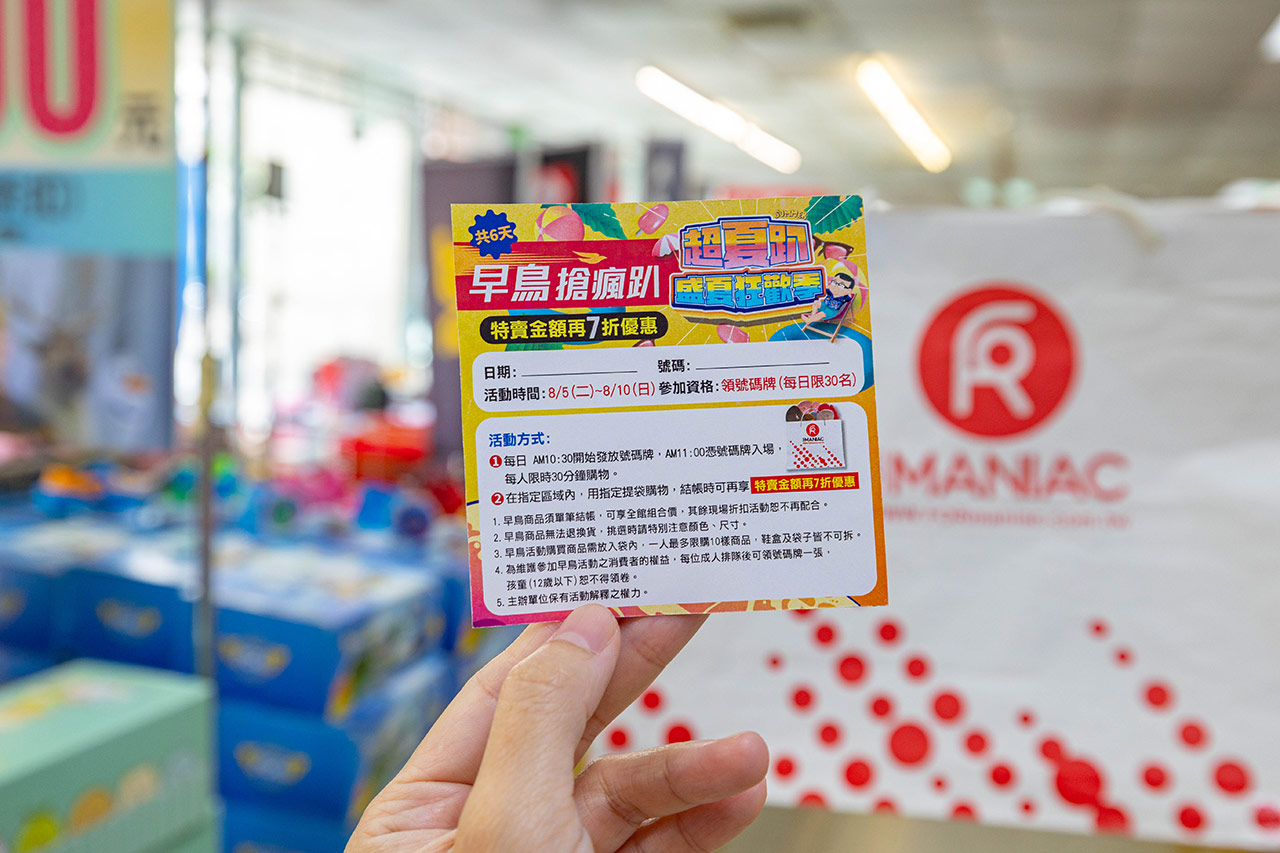 元
共6天
早鳥搶瘋趴
SUMMER
超夏趴
盛夏狂歡季
特賣金額再7折優惠
日期:
號碼:
活動時間: 8/5(二)~8/10(日) 參加資格: 領號碼牌(每日限30名)
活動方式:
1 每日 AM10:30開始發放號碼牌，AM11:00憑號碼牌入場，
每人限時30分鐘購物。
2 在指定區域內，用指定提袋購物，結帳時可再享 特賣金額再7折優惠
1. 早鳥商品須單筆結帳，可享全館組合價，其餘現場折扣活動恕不再配合。
2. 早鳥商品無法退換貨，挑選時請特別注意顏色、尺寸。
3. 早鳥活動購買商品需放入袋內，一人最多限購10樣商品，鞋盒及袋子皆不可拆。
4. 為維護參加早鳥活動之消費者的權益，每位成人排隊後可領號碼牌一張，
孩童(12歲以下)恕不得領卷。
5. 主辦單位保有活動解釋之權力。
IMANIAC
MANIAC